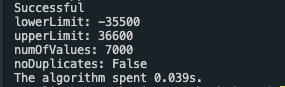 Successful
lowerLimit: -35500
upperLimit: 36600
numOfValues: 7000
noDuplicates: False
The algorithm spent 0.039s.